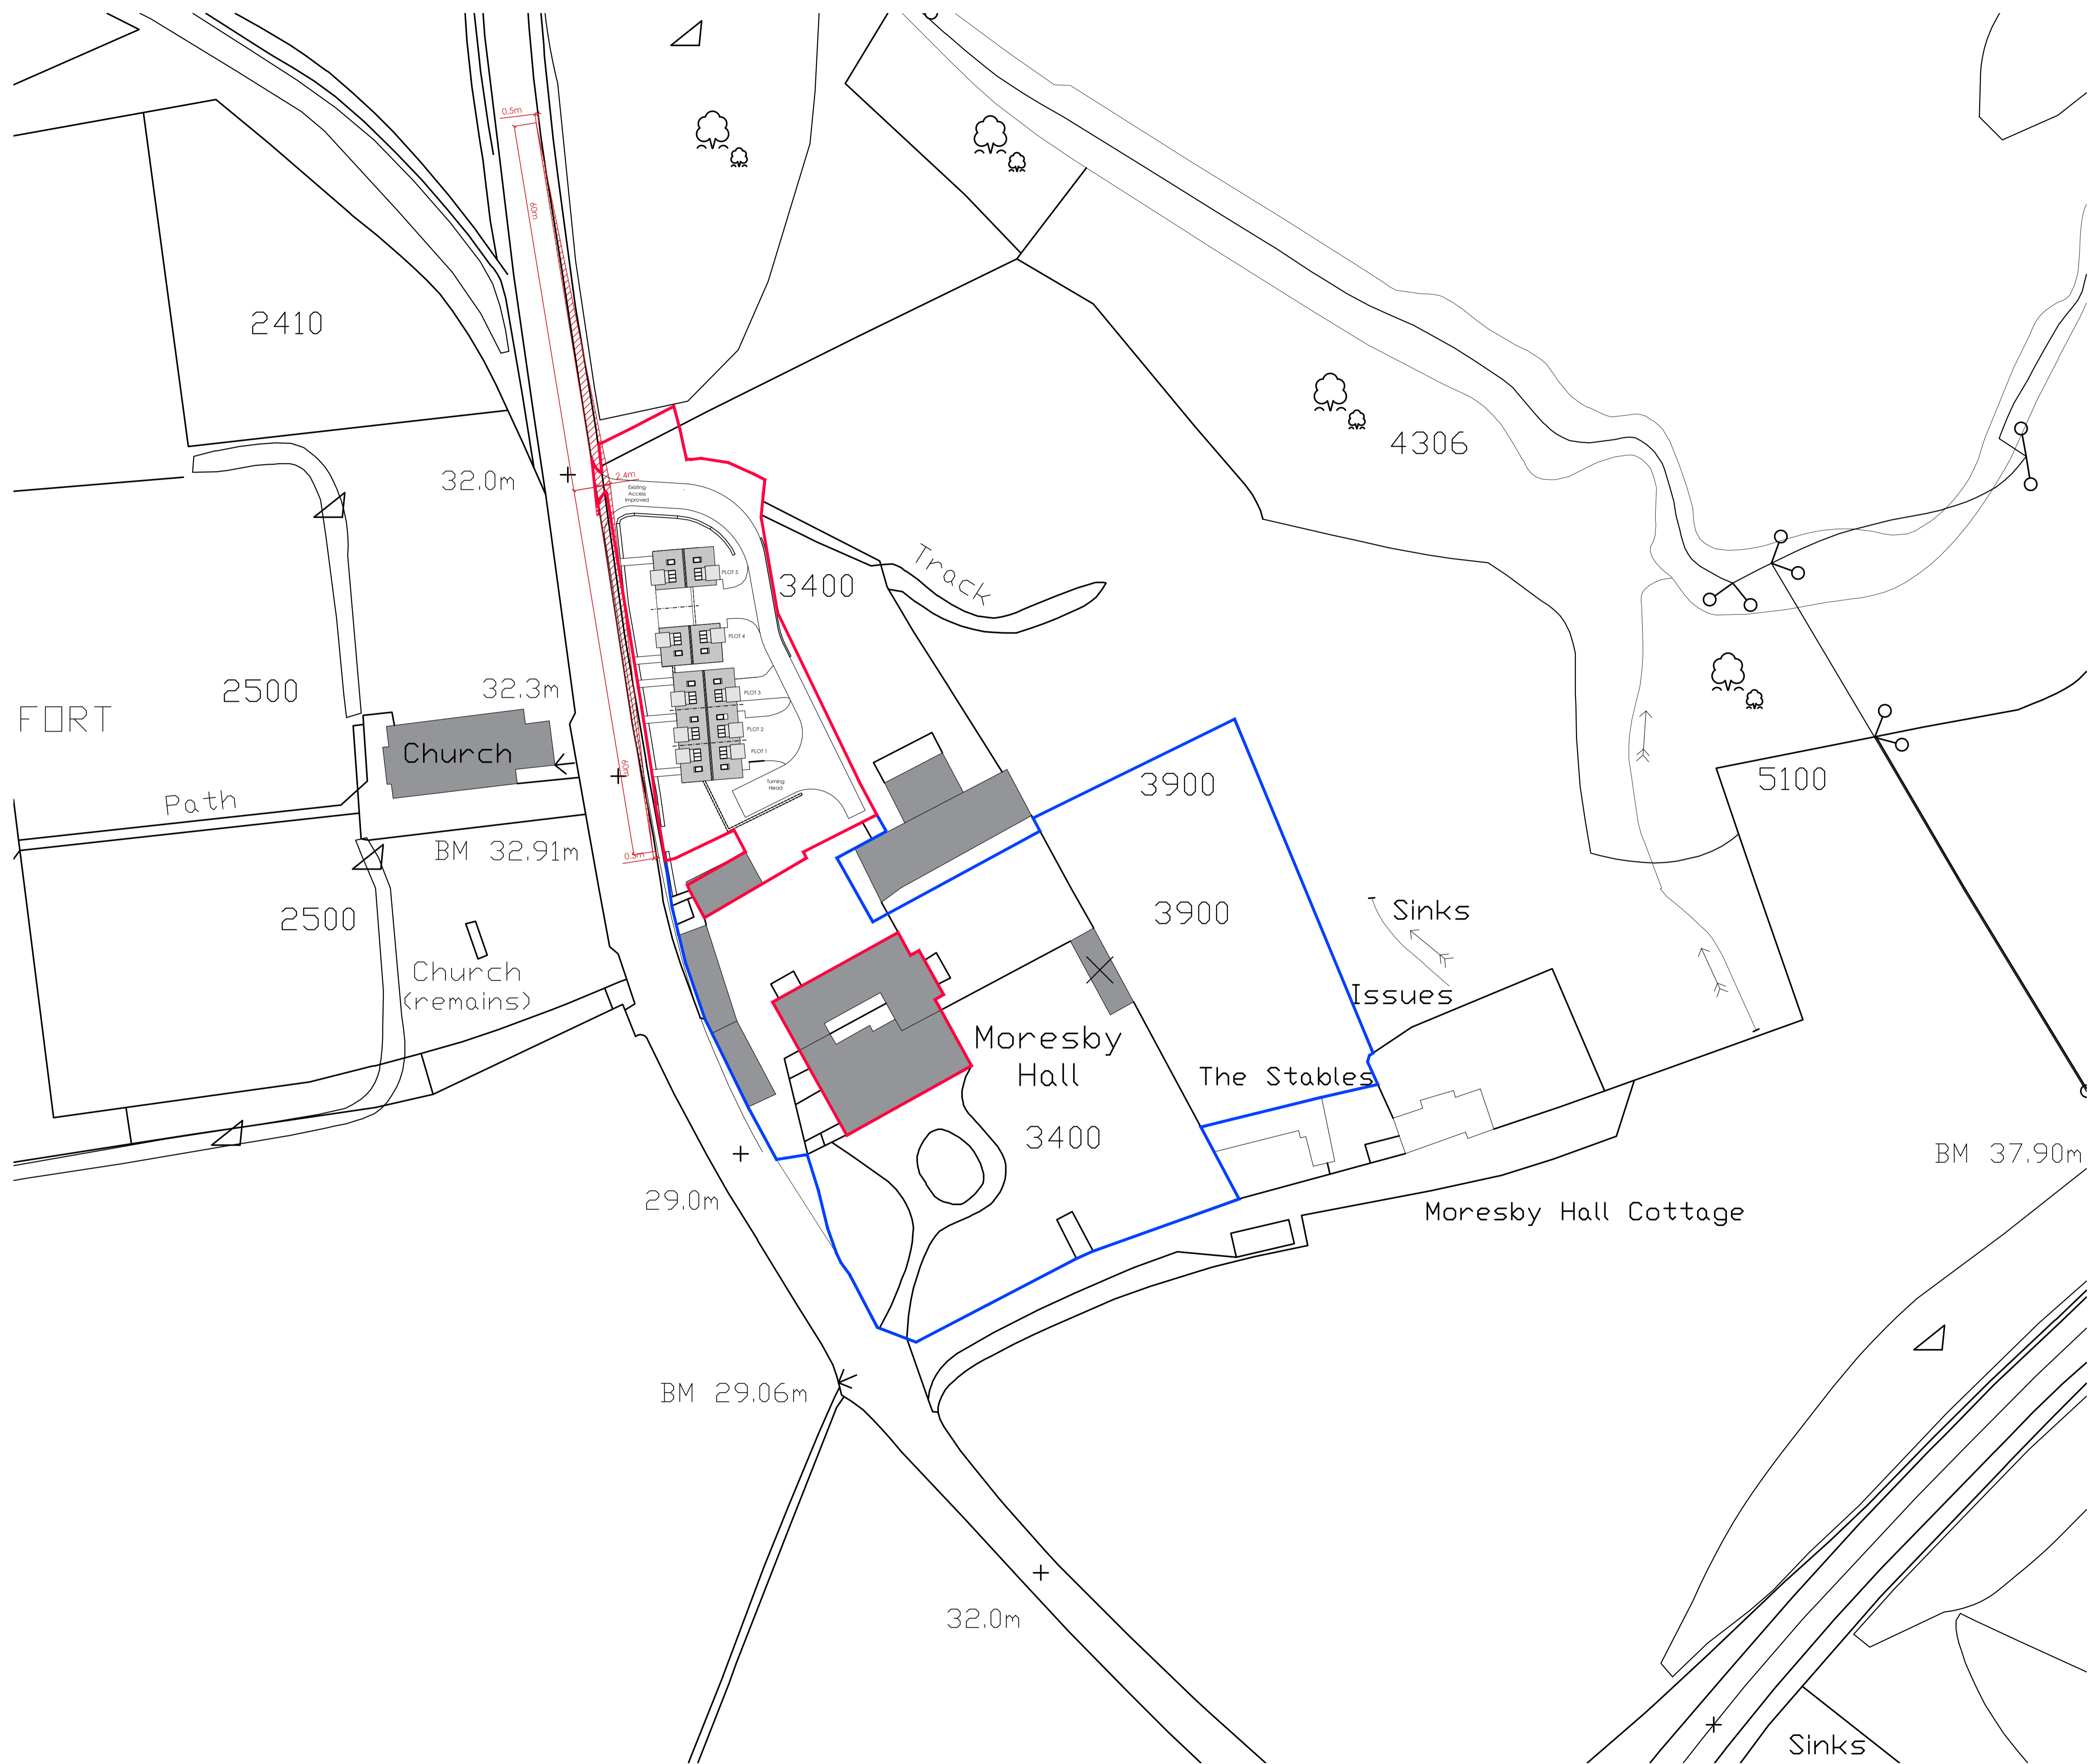 0.5m
60m
2410
32.0m
2.4m
Existing
Access
Improved
4306
PLOT 5
3400
Track
PLOT 4
2500
32.3m
PLOT 3
FORT
Church
PLOT 2
PLOT 1
60m
Turning
Head
3900
5100
Path
BM 32.91m
0.5m
2500
3900
Sinks
Church
(remains)
Issues
Moresby
Hall
The Stables
3400
BM 37.90m
29.0m
Moresby Hall Cottage
BM 29.06m
32.0m
Sinks